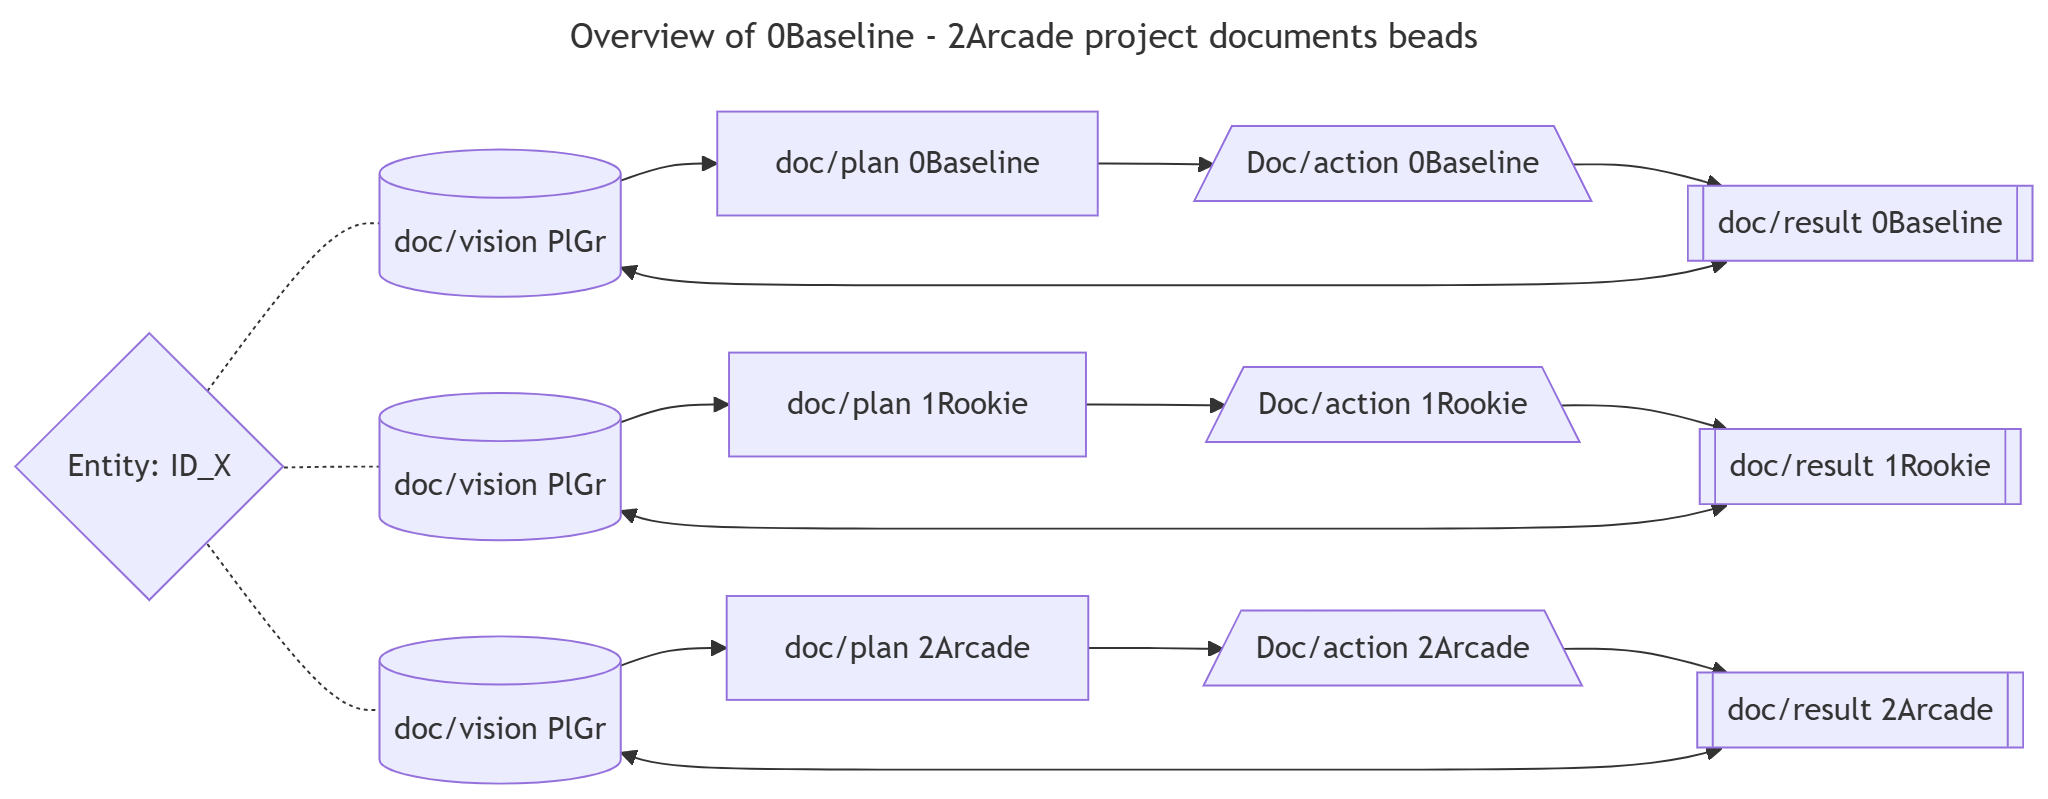 Overview of 0Baseline - 2Arcade project documents beads
doc/plan 0Baseline
Doc/action 0Baseline
doc/result 0Baseline
doc/vision PlGr
doc/plan 1Rookie
Doc/action 1Rookie
Entity: ID_X
doc/vision PlGr
doc/result 1Rookie
doc/plan 2Arcade
Doc/action 2Arcade
doc/result 2Arcade
doc/vision PlGr